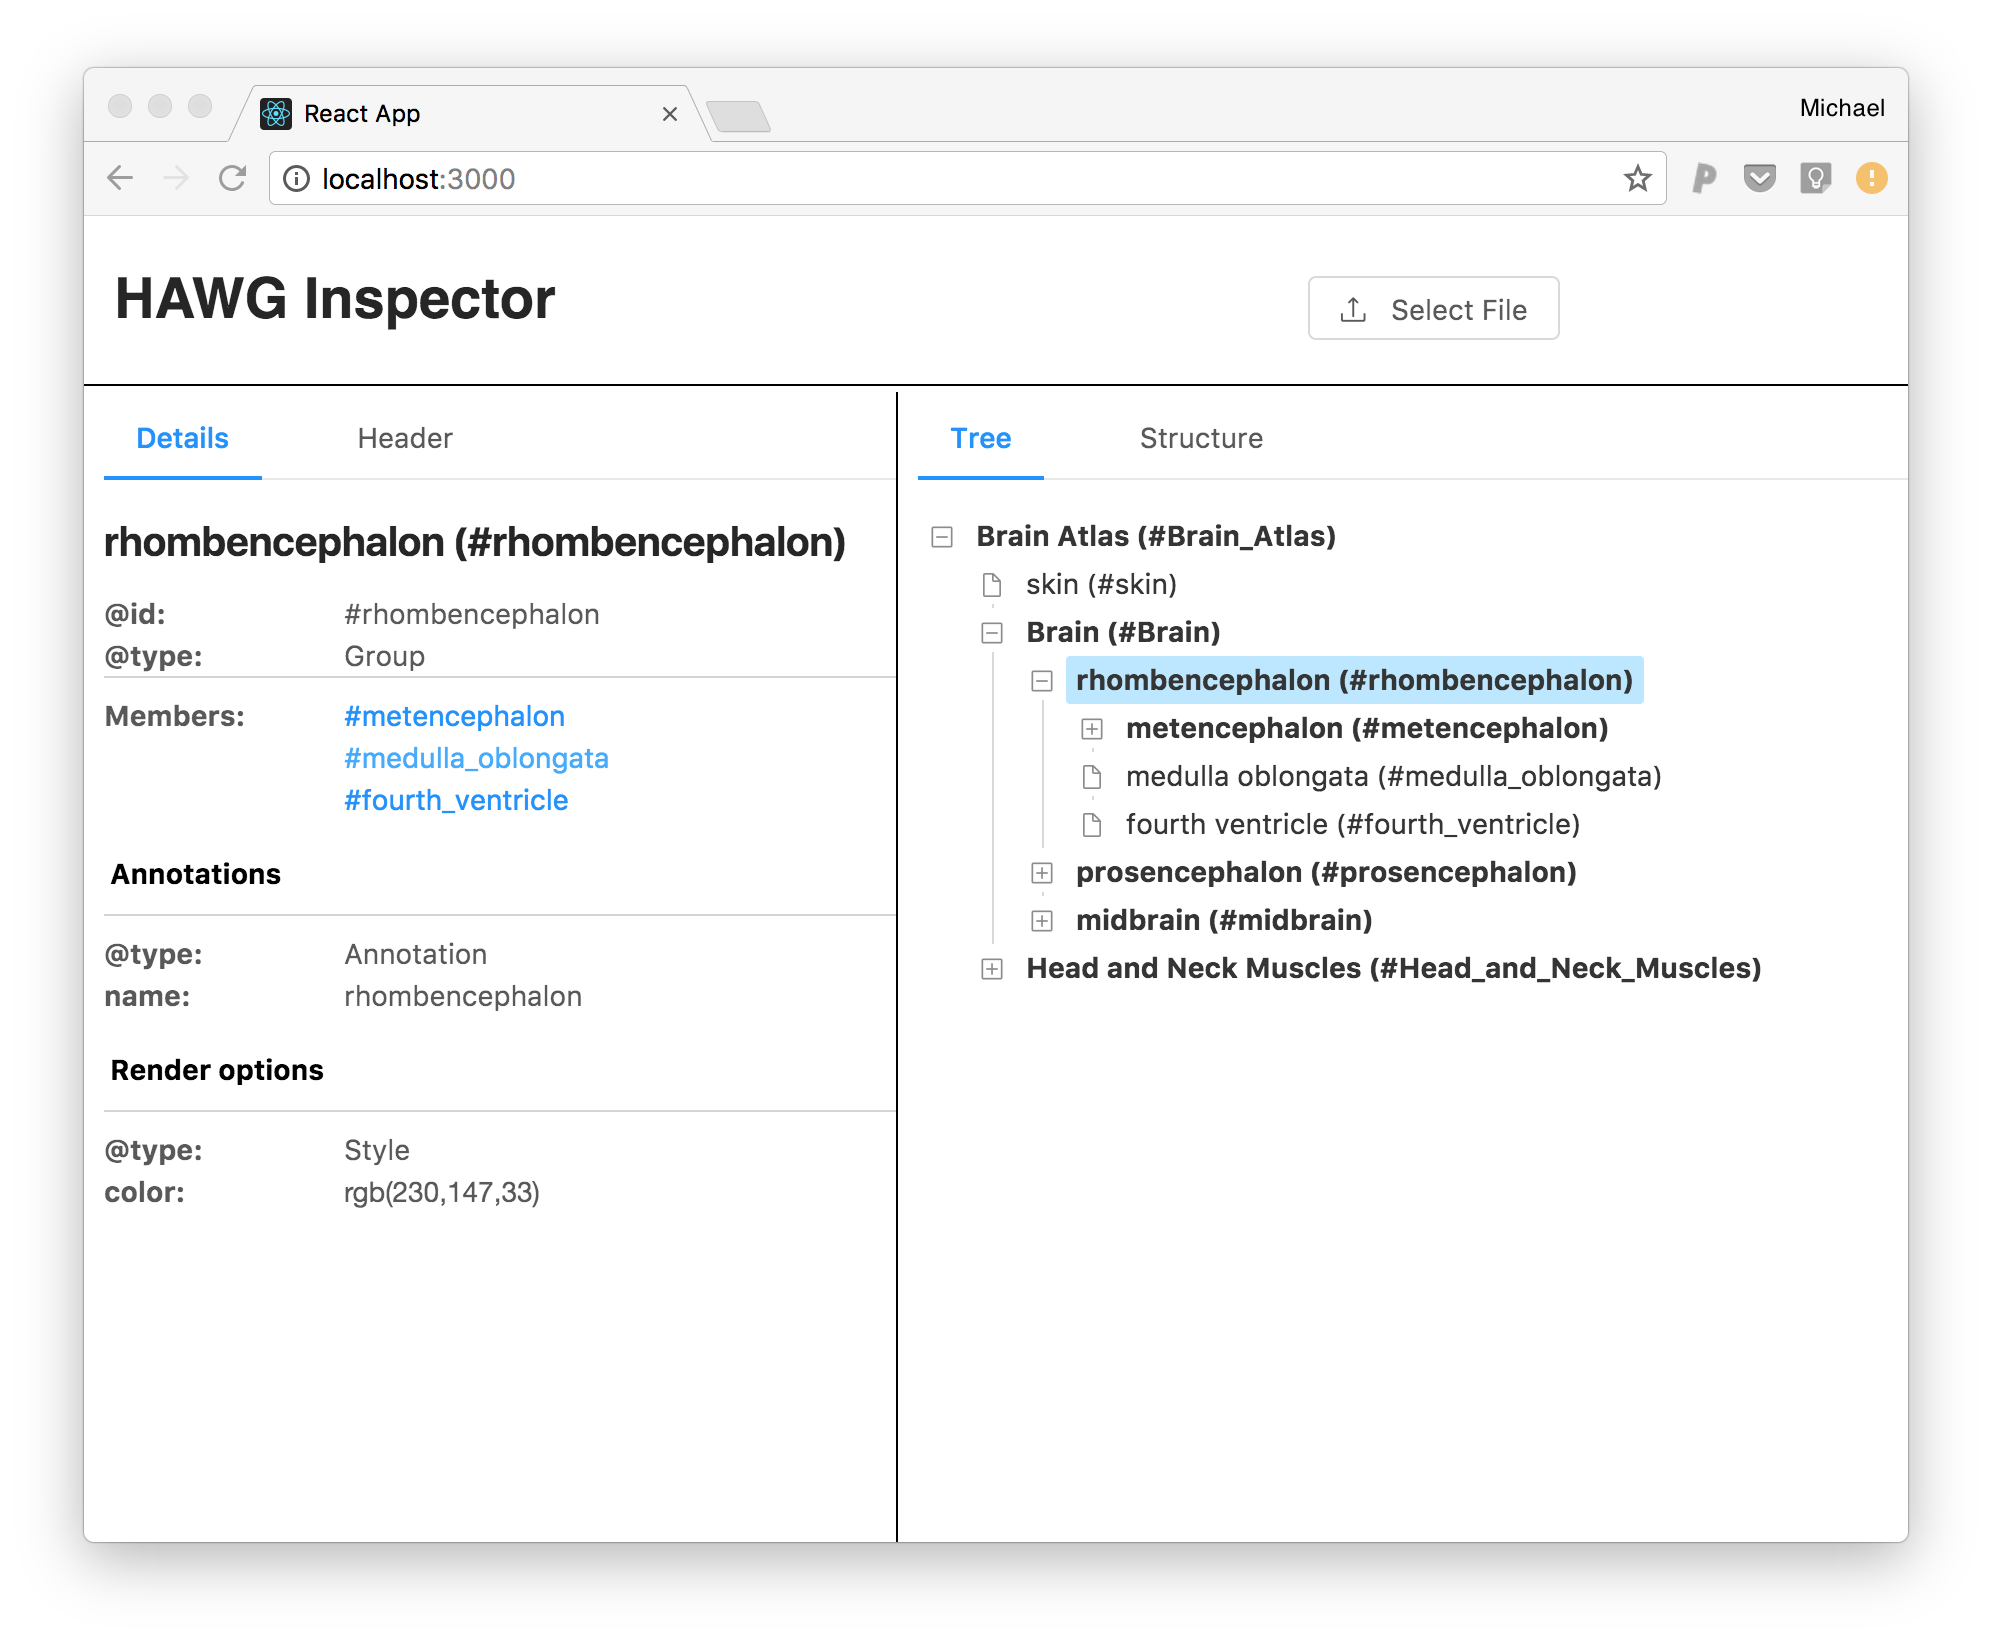 React App
Michael
localhost:3000
HAWG Inspector
Select File
Details Header
rhombencephalon (#rhombencephalon)
@id: #rhombencephalon
@type: Group
Members: #metencephalon
#medulla_oblongata
#fourth_ventricle
Annotations
@type: Annotation
name: rhombencephalon
Render options
@type: Style
color: rgb(230,147,33)
Tree Structure
Brain Atlas (#Brain_Atlas)
skin (#skin)
Brain (#Brain)
rhombencephalon (#rhombencephalon)
metencephalon (#metencephalon)
medulla oblongata (#medulla_oblongata)
fourth ventricle (#fourth_ventricle)
prosencephalon (#prosencephalon)
midbrain (#midbrain)
Head and Neck Muscles (#Head_and_Neck_Muscles)